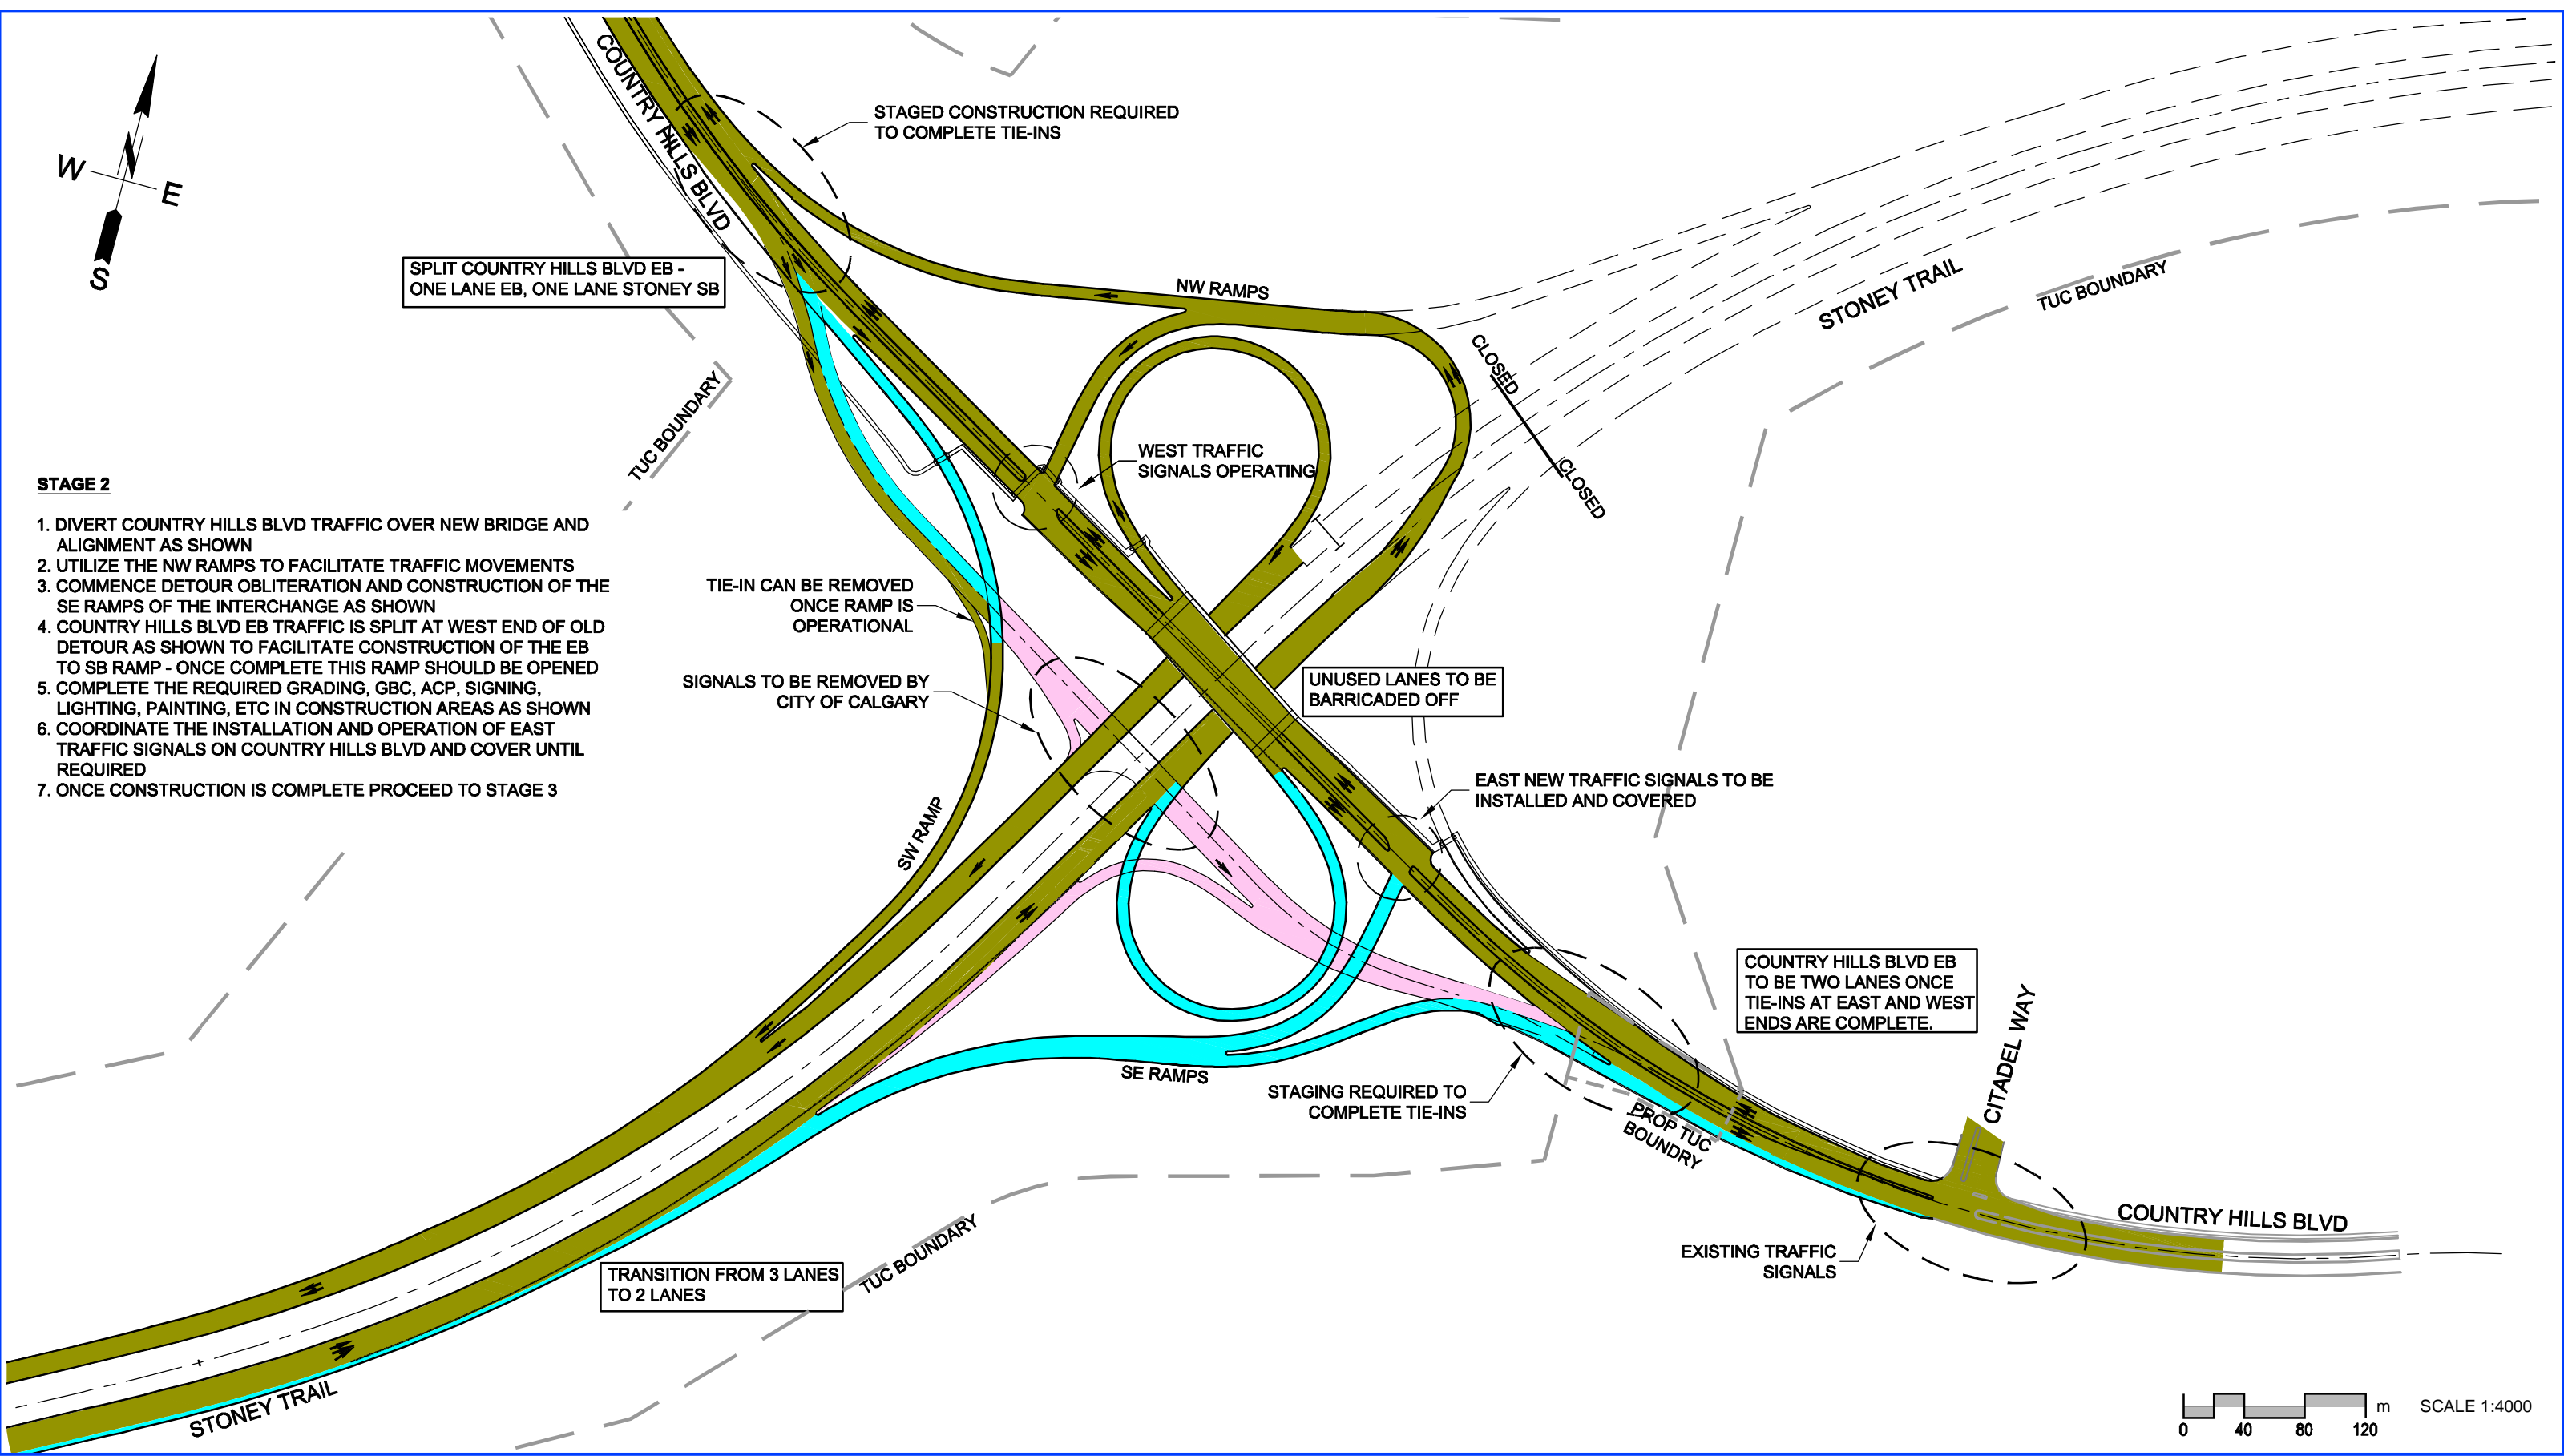 COUNTRY HILLS BLVD
N
W
E
S
STAGED CONSTRUCTION REQUIRED
TO COMPLETE TIE-INS
SPLIT COUNTRY HILLS BLVD EB -
ONE LANE EB, ONE LANE STONEY SB
NW RAMPS
STONEY TRAIL
TUC BOUNDARY
CLOSED
CLOSED
TUC BOUNDARY
WEST TRAFFIC
SIGNALS OPERATING
STAGE 2
1. DIVERT COUNTRY HILLS BLVD TRAFFIC OVER NEW BRIDGE AND
ALIGNMENT AS SHOWN
2. UTILIZE THE NW RAMPS TO FACILITATE TRAFFIC MOVEMENTS
3. COMMENCE DETOUR OBLITERATION AND CONSTRUCTION OF THE
SE RAMPS OF THE INTERCHANGE AS SHOWN
4. COUNTRY HILLS BLVD EB TRAFFIC IS SPLIT AT WEST END OF OLD
DETOUR AS SHOWN TO FACILITATE CONSTRUCTION OF THE EB
TO SB RAMP - ONCE COMPLETE THIS RAMP SHOULD BE OPENED
5. COMPLETE THE REQUIRED GRADING, GBC, ACP, SIGNING,
LIGHTING, PAINTING, ETC IN CONSTRUCTION AREAS AS SHOWN
6. COORDINATE THE INSTALLATION AND OPERATION OF EAST
TRAFFIC SIGNALS ON COUNTRY HILLS BLVD AND COVER UNTIL
REQUIRED
7. ONCE CONSTRUCTION IS COMPLETE PROCEED TO STAGE 3
TIE-IN CAN BE REMOVED
ONCE RAMP IS
OPERATIONAL
SIGNALS TO BE REMOVED BY
CITY OF CALGARY
UNUSED LANES TO BE
BARRICADED OFF
EAST NEW TRAFFIC SIGNALS TO BE
INSTALLED AND COVERED
SW RAMP
COUNTRY HILLS BLVD EB
TO BE TWO LANES ONCE
TIE-INS AT EAST AND WEST
ENDS ARE COMPLETE.
CITADEL WAY
SE RAMPS
STAGING REQUIRED TO
COMPLETE TIE-INS
PROP TUC
BOUNDRY
COUNTRY HILLS BLVD
EXISTING TRAFFIC
SIGNALS
TRANSITION FROM 3 LANES
TO 2 LANES
TUC BOUNDARY
STONEY TRAIL
m SCALE 1:4000
0 40 80 120